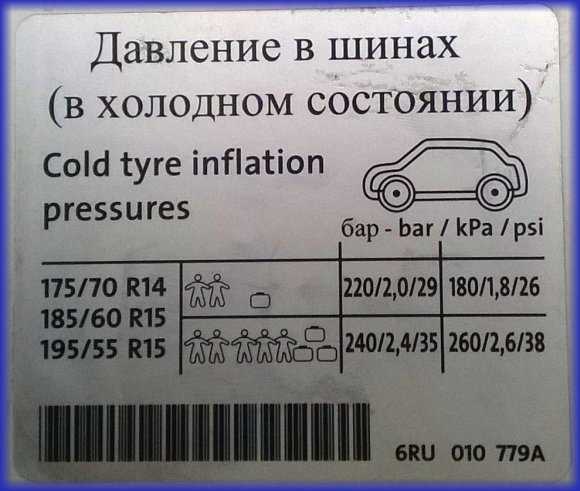 Давление в шинах
(в холодном состоянии)
Cold tyre inflation
pressures
бар - bar / kPa / psi
175/70 R14
185/60 R15
195/55 R15
220/2,0/29 180/1,8/26
240/2,4/35 260/2,6/38
6RU 010 779A